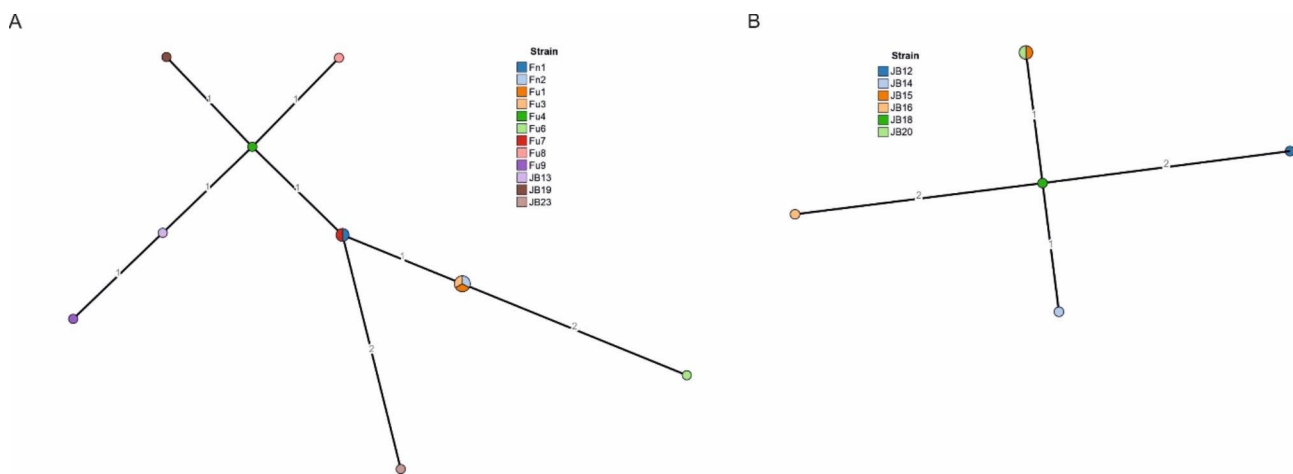 A
B
Strain
Fn1
Fn2
Fu1
Fu3
Fu4
Fu6
Fu7
Fu8
Fu9
JB13
JB19
JB23
1
1
1
1
1
1
2
2
Strain
JB12
JB14
JB15
JB16
JB18
JB20
1
2
2
1